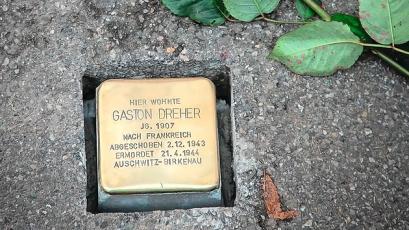 HIER WOHNTE
GASTON DREHER
JG. 1907
NACH FRANKREICH
ABGESCHOBEN 2.12.1943
ERMORDET 21.4.1944
AUSCHWITZ-BIRKENAU